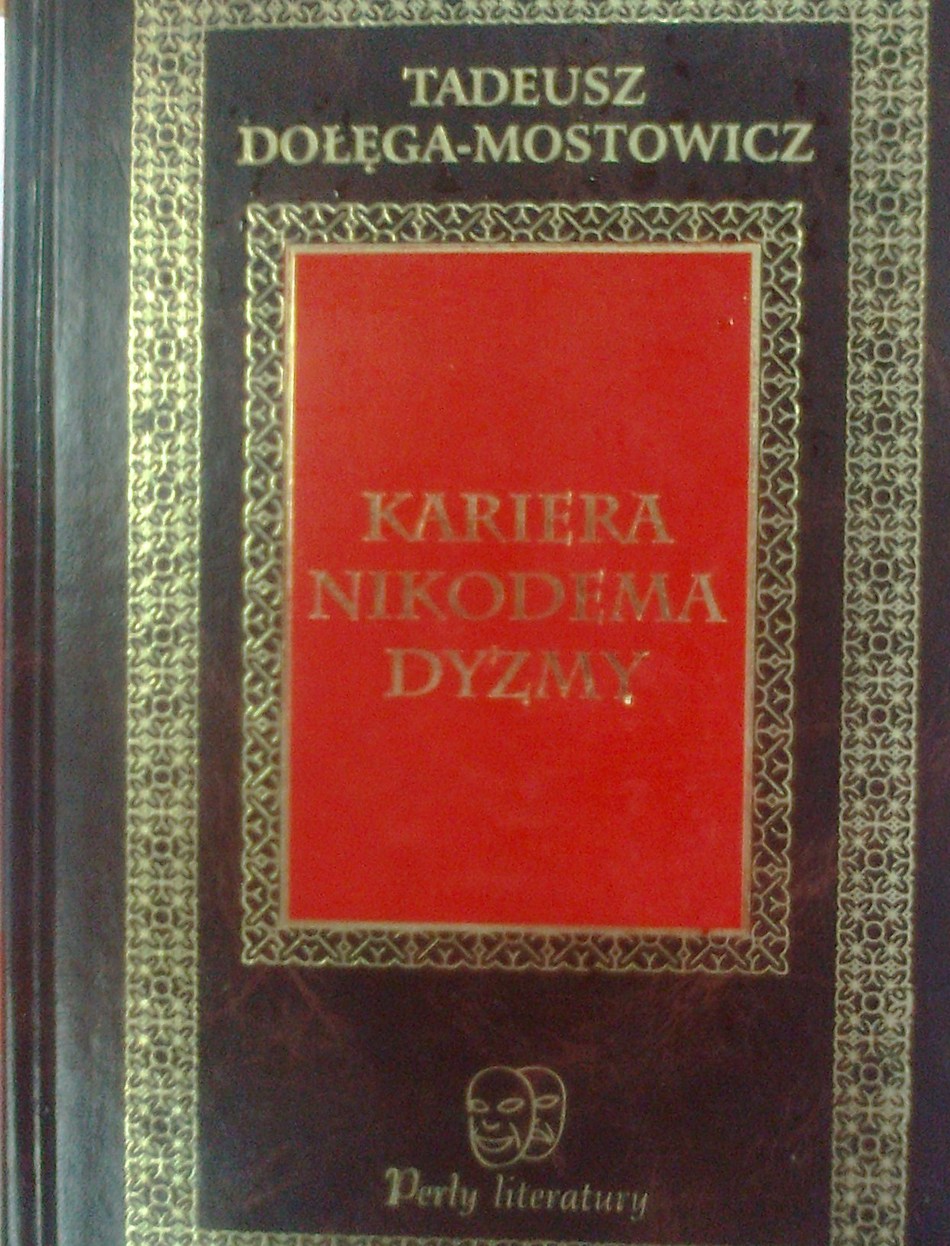 TADEUSZ
DOŁĘGA-MOSTOWICZ
KARIERA
NIKODEMA
DYZMY
Perły literatury